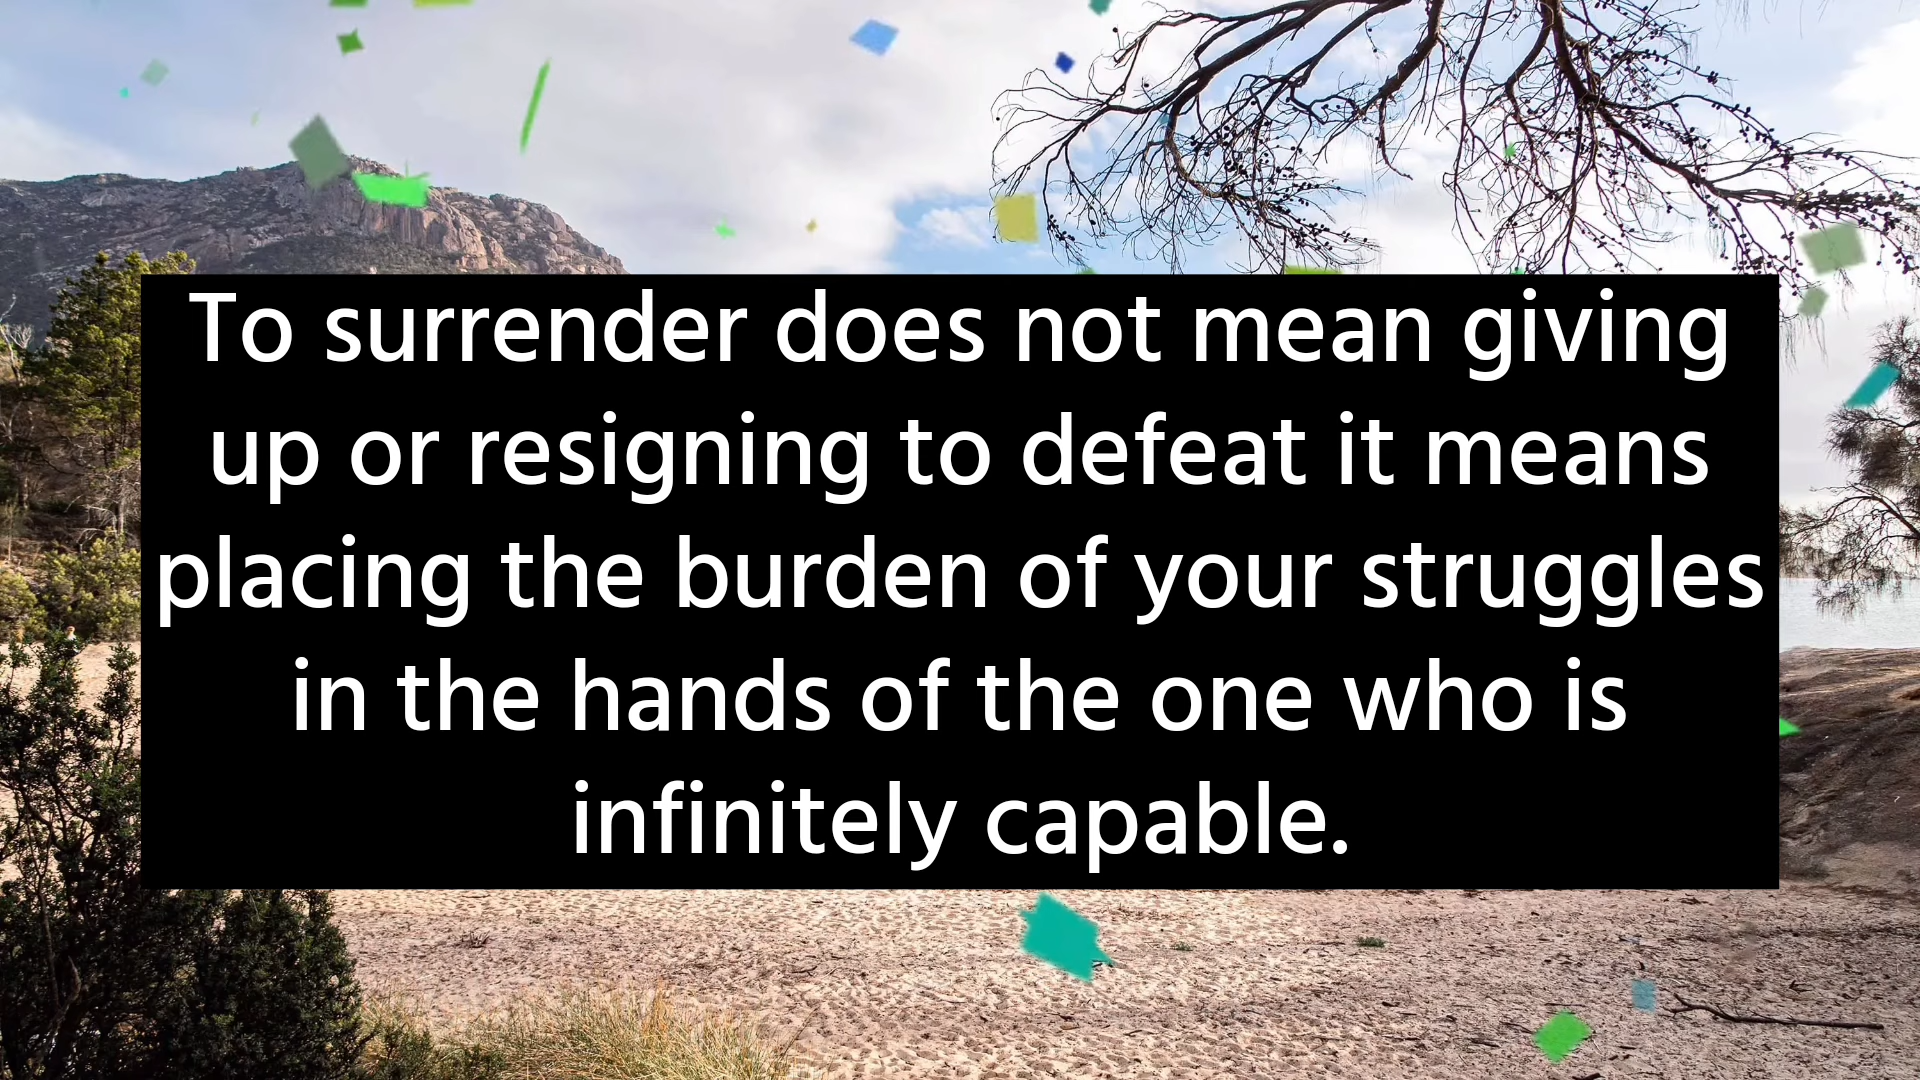 To surrender does not mean giving
up or resigning to defeat it means
placing the burden of your struggles
in the hands of the one who is
infinitely capable.